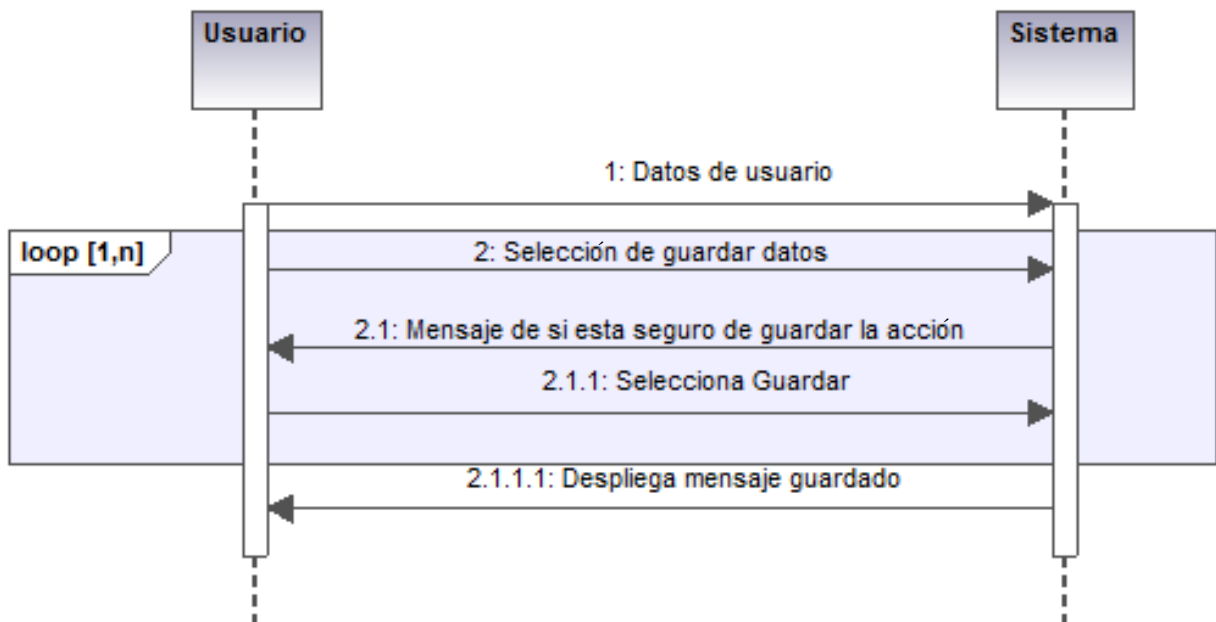 Usuario
Sistema
1: Datos de usuario
loop [1,n]
2: Selección de guardar datos
2.1: Mensaje de si esta seguro de guardar la acción
2.1.1: Selecciona Guardar
2.1.1.1: Despliega mensaje guardado